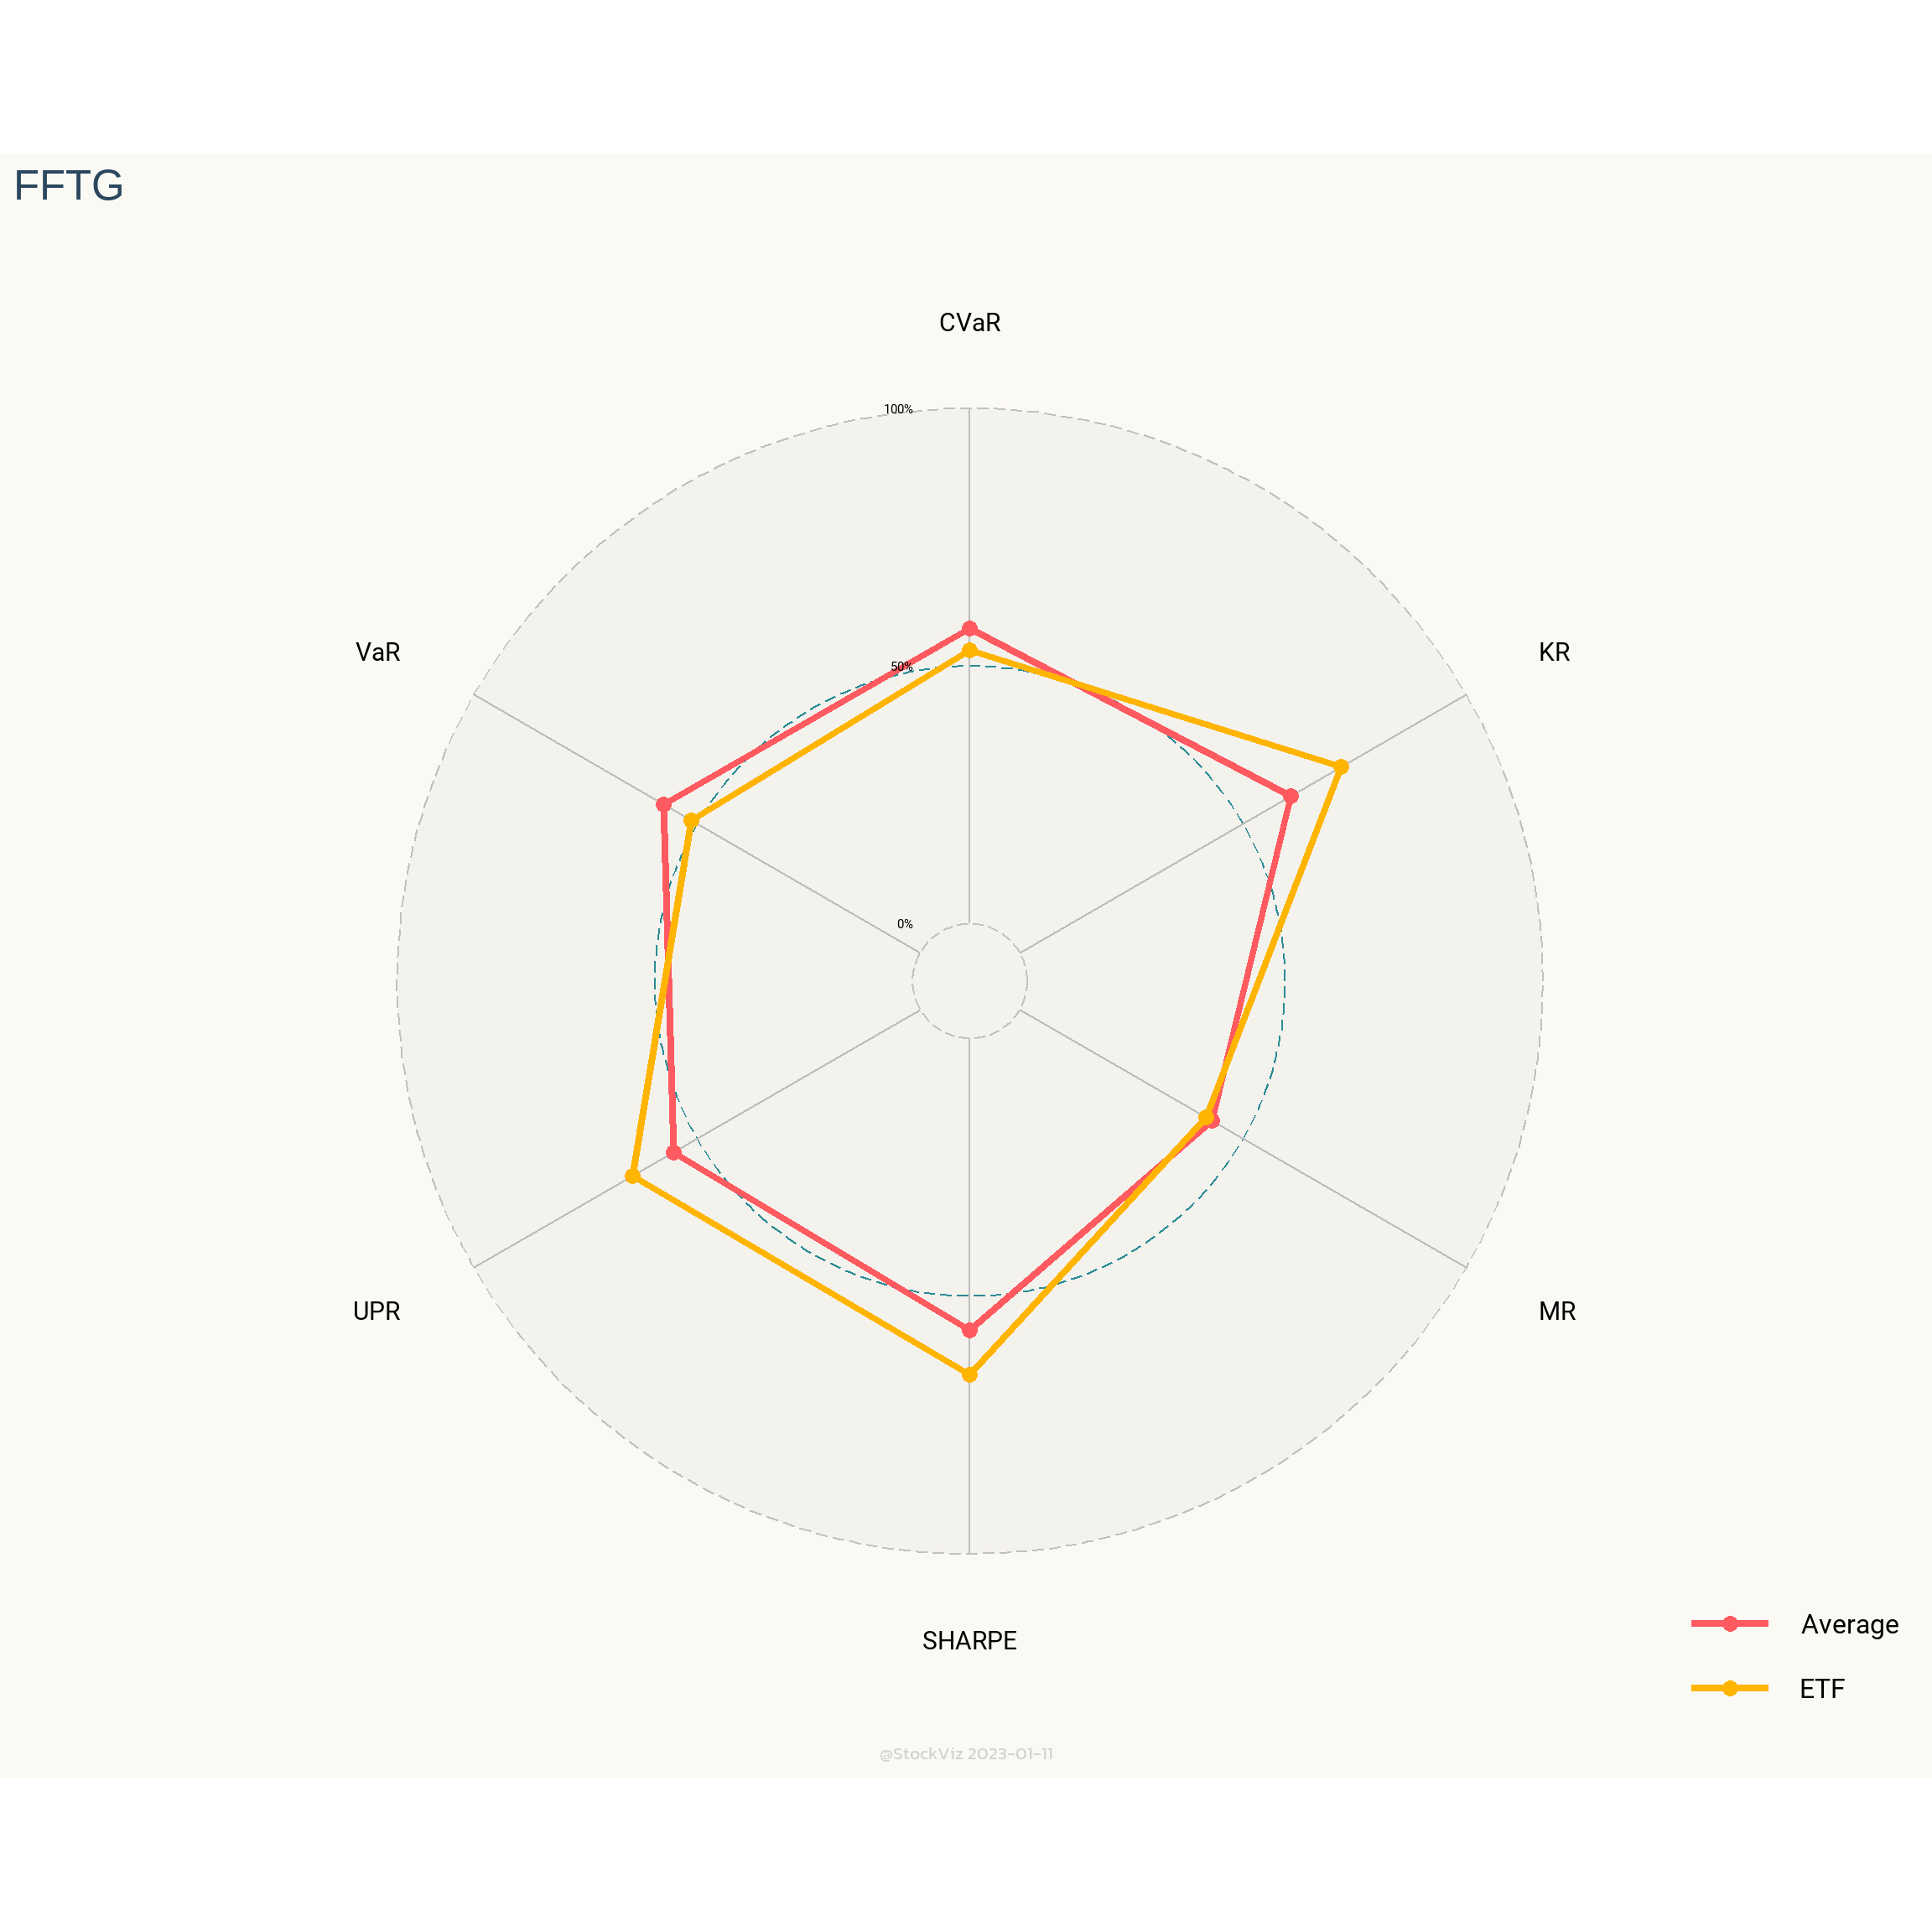 FFTG
CVaR
100%
KR
VaR
50%
0%
UPR
MR
SHARPE
Average
ETF
@StockViz 2023-01-11